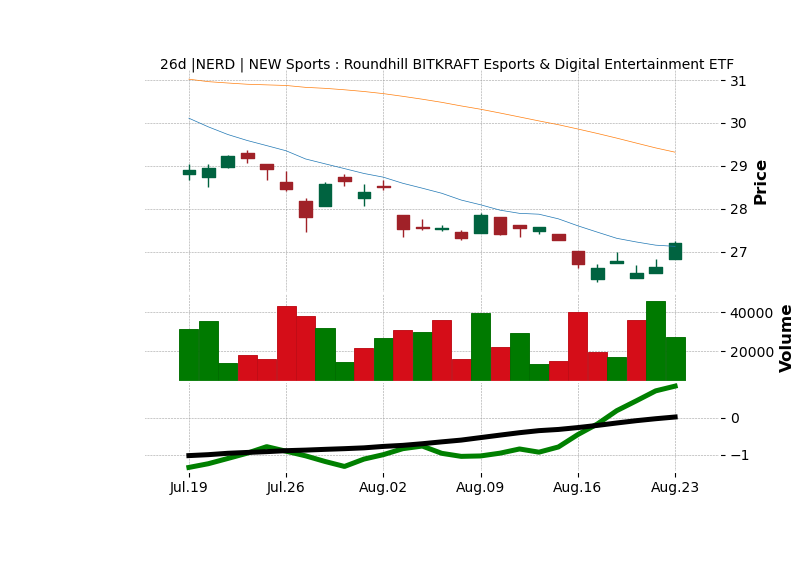 26d |NERD | NEW Sports : Roundhill BITKRAFT Esports & Digital Entertainment ETF
31
30
29
28
27
Price
40000
20000
Volume
0
−1
Jul.19 Jul.26 Aug.02 Aug.09 Aug.16 Aug.23